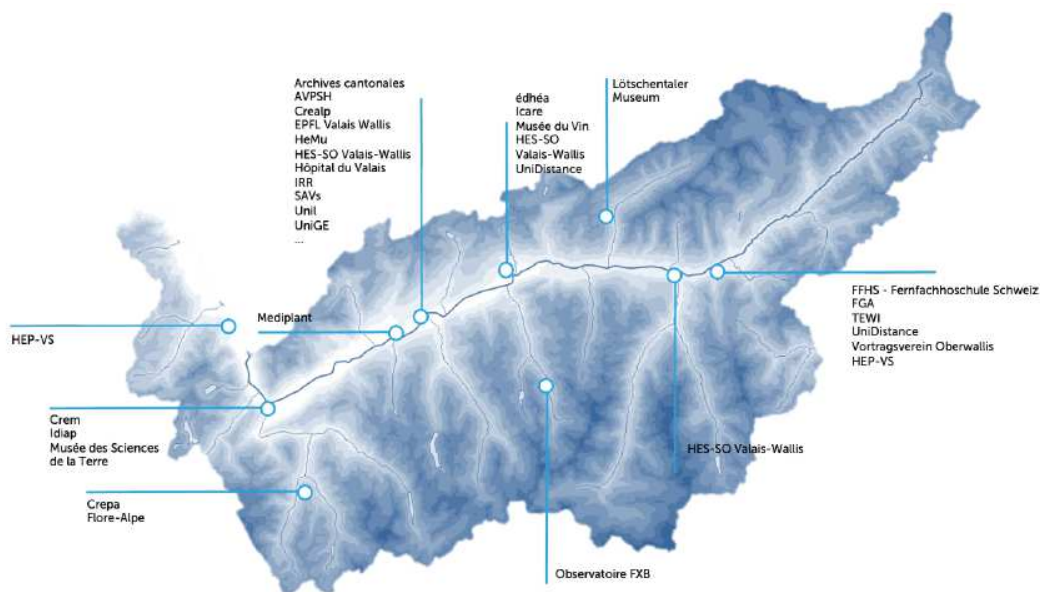 Archives cantonales
AVPSH
Crealp
EPFL Valais Wallis
HeMu
HES-SO Valais-Wallis
Hôpital du Valais
IRR
SAVs
Unil
UniGE
...
édhéa
Icare
Musée du Vin
HES-SO
Valais-Wallis
UniDistance
Lötschentaler
Museum
FFHS - Fernfachhoschule Schweiz
FGA
TEWI
UniDistance
Vortragsverein Oberwallis
HEP-VS
Mediplant
HEP-VS
Crem
Idiap
Musée des Sciences
de la Terre
HES-SO Valais-Wallis
Crepa
Flore-Alpe
Observatoire FXB